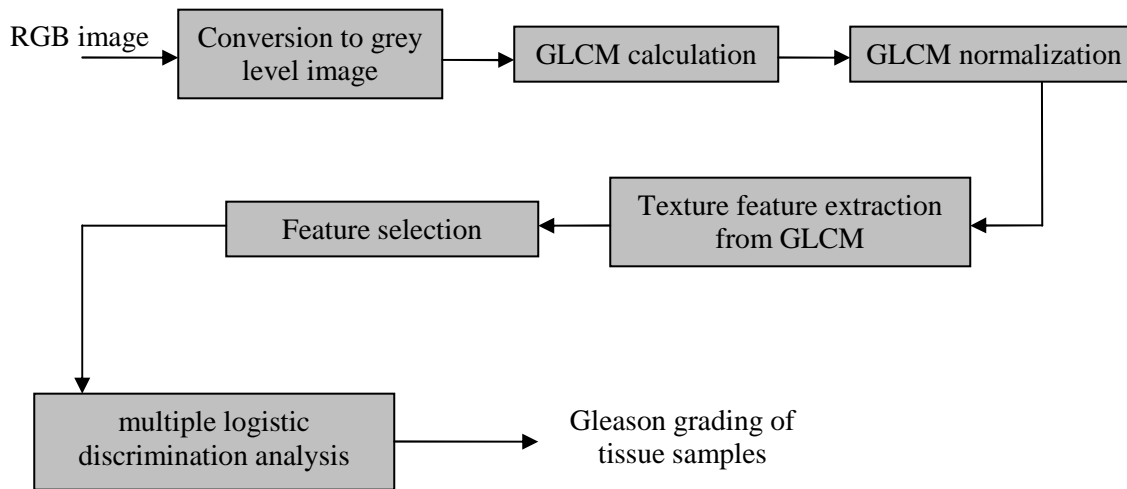 RGB image
Conversion to grey
level image
GLCM calculation
GLCM normalization
Texture feature extraction
from GLCM
Feature selection
multiple logistic
discrimination analysis
Gleason grading of
tissue samples